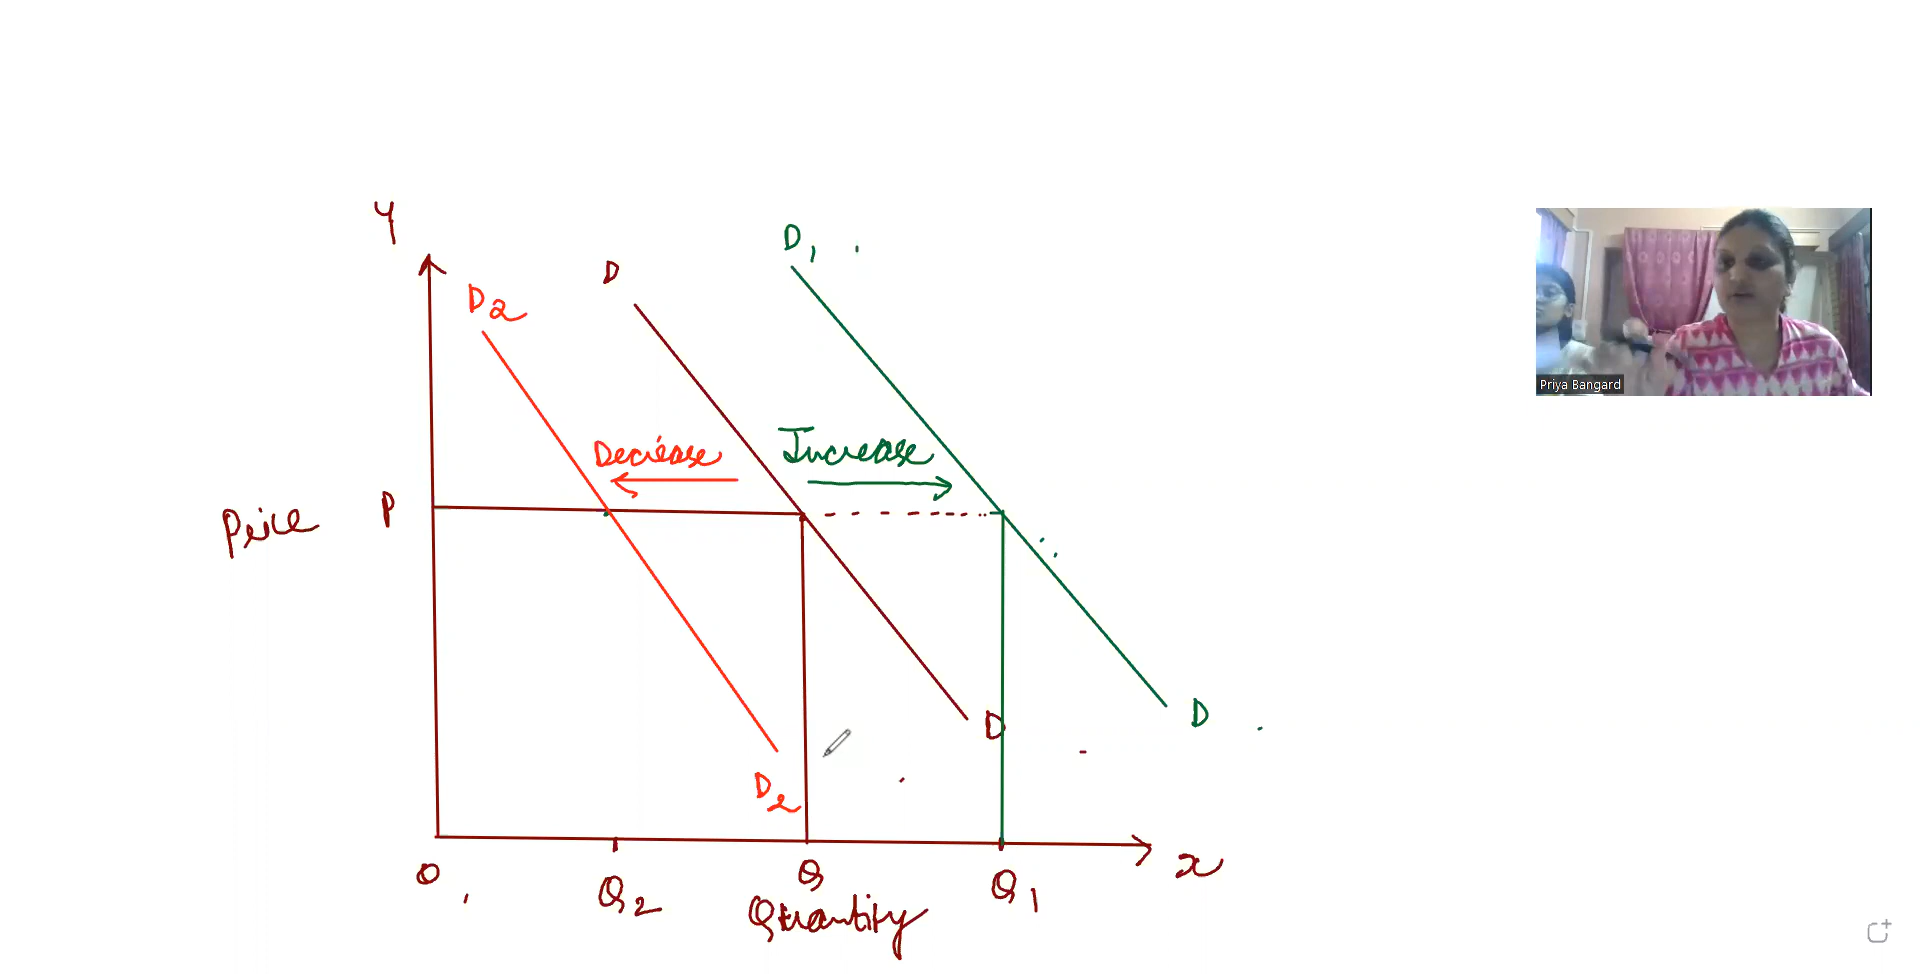 Y
D1
D
D2
Decrease
Increase
Price
P
D
D
D2
O
Q2
Q
Q1
x
Quantity
Priya Bangard